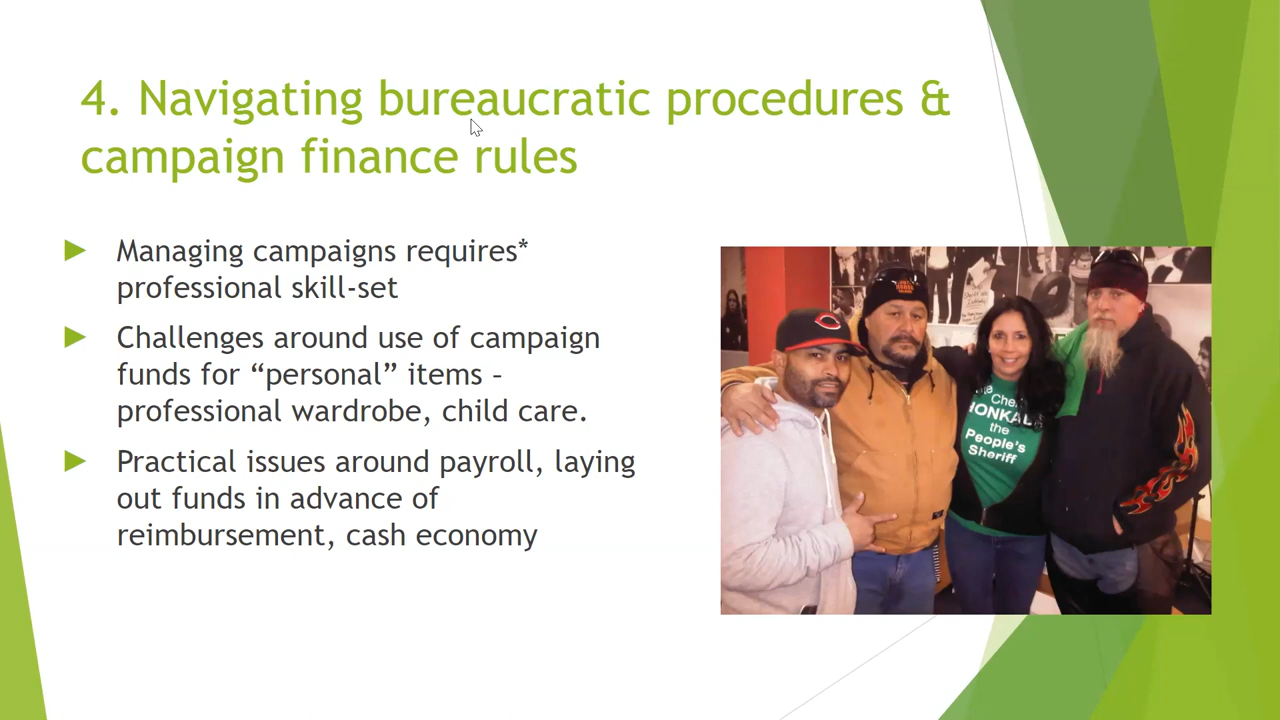 4. Navigating bureaucratic procedures &
campaign finance rules
Managing campaigns requires*
professional skill-set
Challenges around use of campaign
funds for “personal” items –
professional wardrobe, child care.
Practical issues around payroll, laying
out funds in advance of
reimbursement, cash economy
the
People's
Sheriff